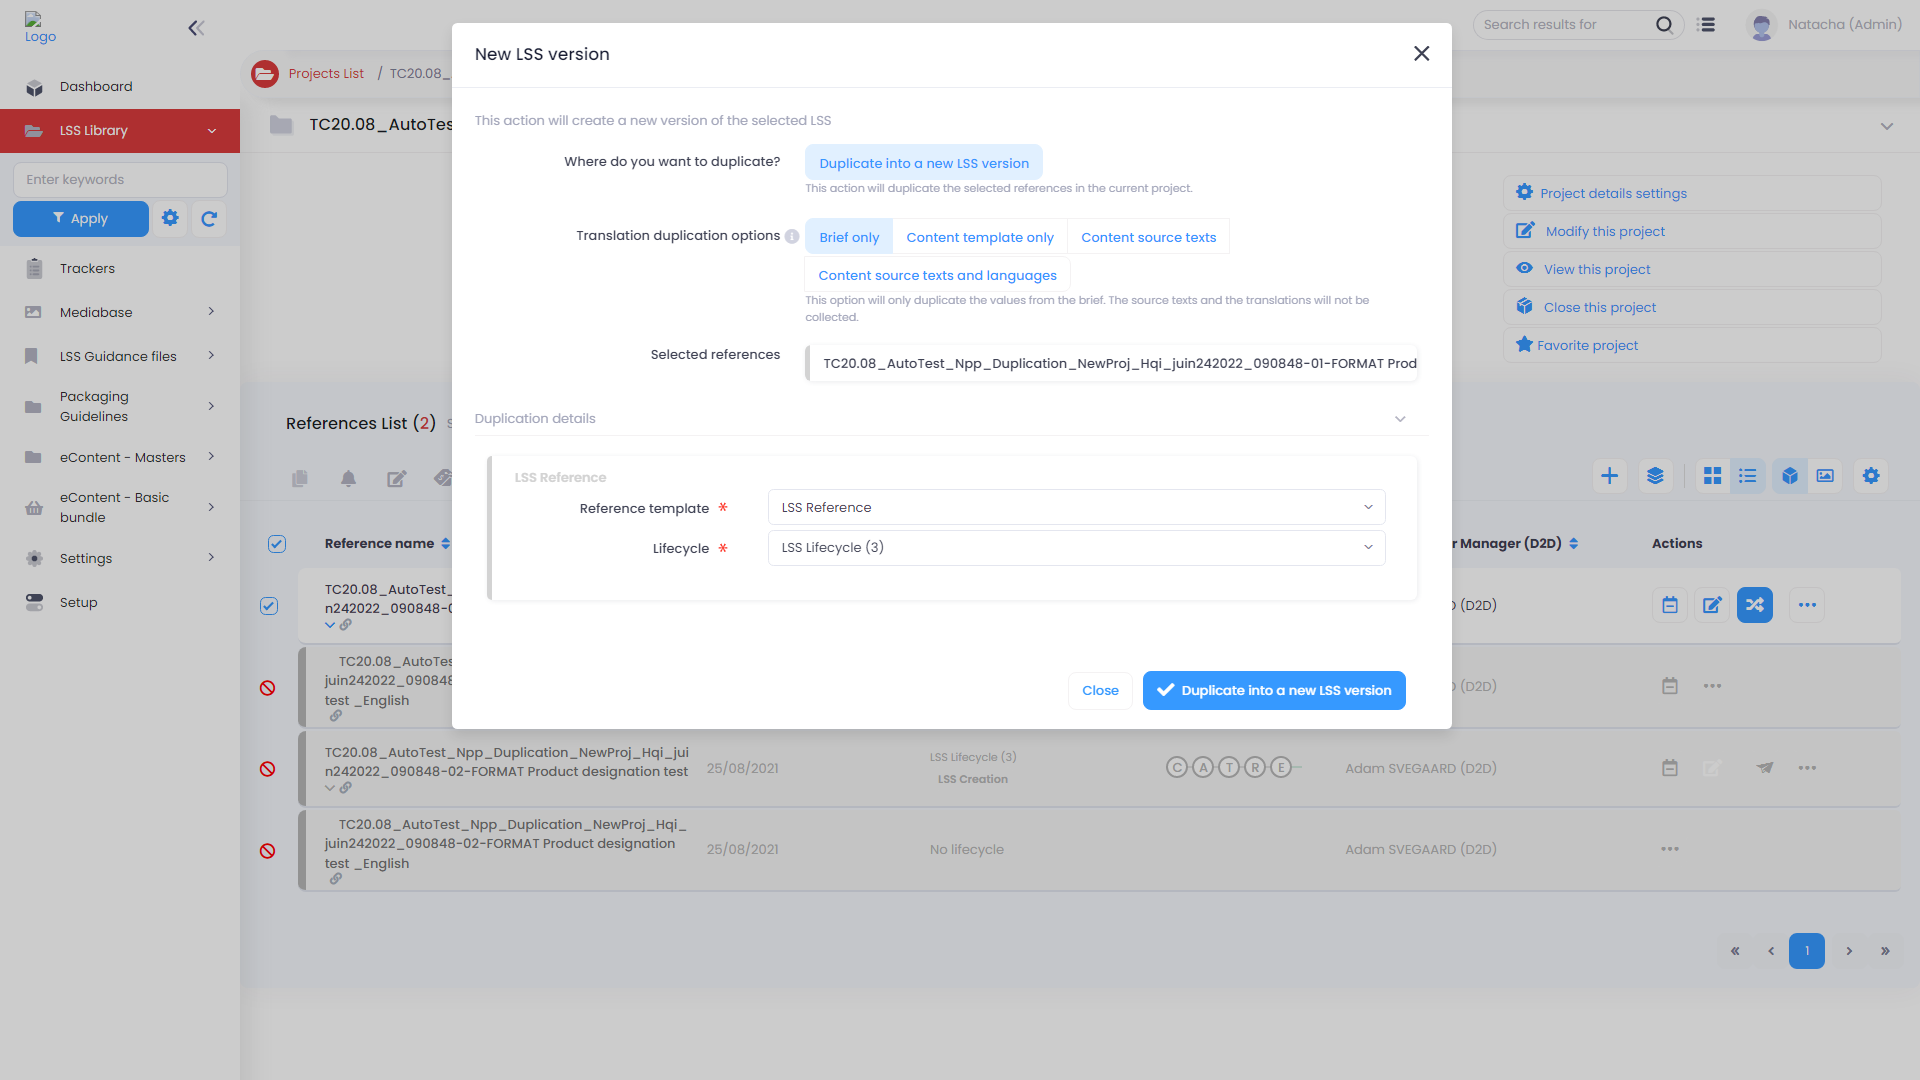 Logo
Dashboard
LSS Library
Enter keywords
Apply
Trackers
Mediabase
LSS Guidance files
Packaging
Guidelines
eContent - Masters
eContent - Basic
bundle
Settings
Setup
Search results for
Natacha (Admin)
Projects List / TC20.08_
TC20.08_AutoTes
Project details settings
Modify this project
View this project
Close this project
Favorite project
New LSS version
This action will create a new version of the selected LSS
Where do you want to duplicate?
Duplicate into a new LSS version
This action will duplicate the selected references in the current project.
Translation duplication options
Brief only
Content template only
Content source texts
Content source texts and languages
This option will only duplicate the values from the brief. The source texts and the translations will not be
collected.
Selected references
TC20.08_AutoTest_Npp_Duplication_NewProj_Hqi_juin242022_090848-01-FORMAT Prod
Duplication details
LSS Reference
Reference template *
LSS Reference
Lifecycle *
LSS Lifecycle (3)
Close
Duplicate into a new LSS version
References List (2)
Reference name
r Manager (D2D)
Actions
TC20.08_AutoTest_
n242022_090848-0
(D2D)
TC20.08_AutoTes
juin242022_090848
test _English
(D2D)
TC20.08_AutoTest_Npp_Duplication_NewProj_Hqi_jui
n242022_090848-02-FORMAT Product designation test
25/08/2021
LSS Lifecycle (3)
LSS Creation
C A T R E
Adam SVEGAARD (D2D)
TC20.08_AutoTest_Npp_Duplication_NewProj_Hqi_
juin242022_090848-02-FORMAT Product designation
test _English
25/08/2021
No lifecycle
Adam SVEGAARD (D2D)
« ‹ 1 › »